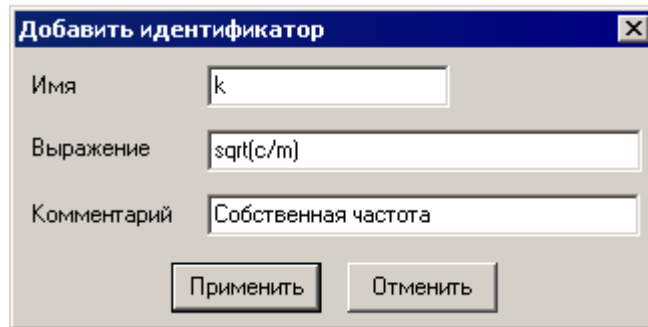 Добавить идентификатор
Имя k
Выражение sqrt(c/m)
Комментарий Собственная частота
Применить Отменить